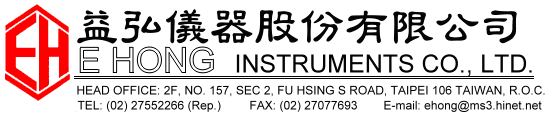 EH 益弘儀器股份有限公司
E HONG INSTRUMENTS CO., LTD.
HEAD OFFICE: 2F, NO. 157, SEC 2, FU HSING S ROAD, TAIPEI 106 TAIWAN, R.O.C.
TEL: (02) 27552266 (Rep.) FAX: (02) 27077693 E-mail: ehong@ms3.hinet.net